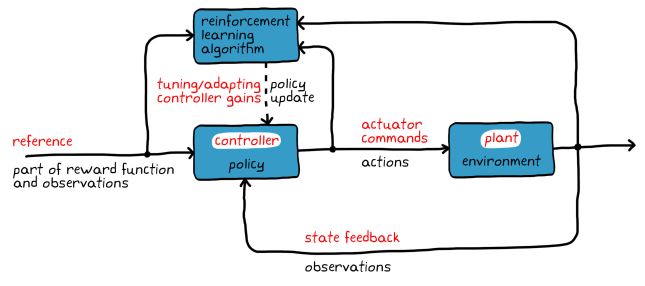 reinforcement
learning
algorithm
tuning/adapting
controller gains
policy
update
reference
part of reward function
and observations
controller
policy
actuator
commands
actions
plant
environment
state feedback
observations